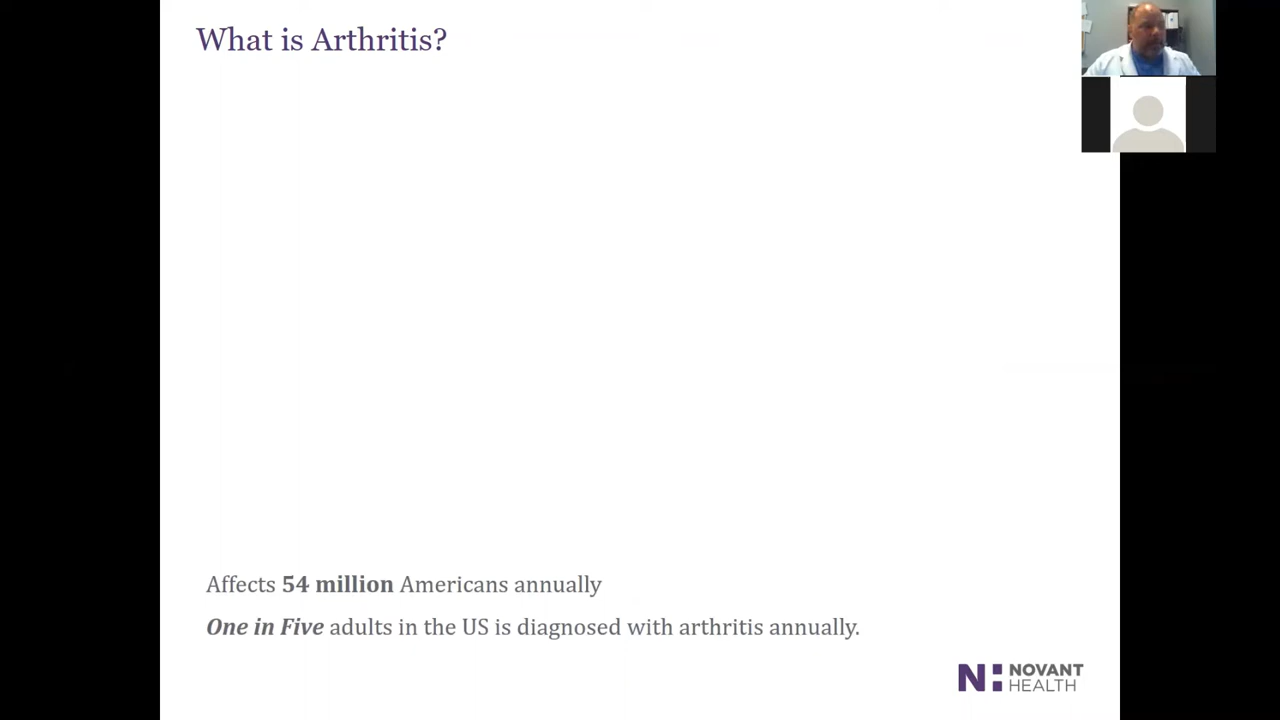 What is Arthritis?
Affects 54 million Americans annually
One in Five adults in the US is diagnosed with arthritis annually.
NOVANT
HEALTH